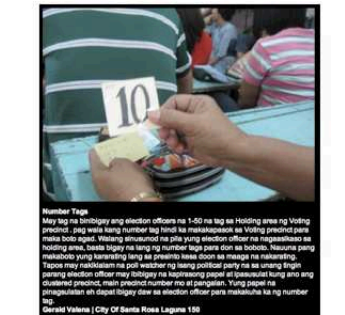 10
Number Tags
May tag na binibigay ang election officers na 1-50 na tag sa Holding area ng Voting
precinct . pag wala kang number tag hindi ka makakapasok sa Voting precinct para
maka boto agad. Walang sinusunod na pila yung election officer na nagaasikaso sa
holding area, basta bigay na lang ng number tags para don sa boboto. Nauuna pang
makaboto yung kararating lang sa presinto kesa doon sa maaga na nakarating.
Tapos may nakikialam na poll watcher ng isang political party na sa unang tingin
parang election officer may ibibigay na kapirasong papel at ipasusulat kung ano ang
clustered precinct, main precinct number mo at pangalan. Yung papel na
pinagsulatan eh dapat ibigay daw sa election officer para makakuha ka ng number
tag.
Gerald Valena | City Of Santa Rosa Laguna 150